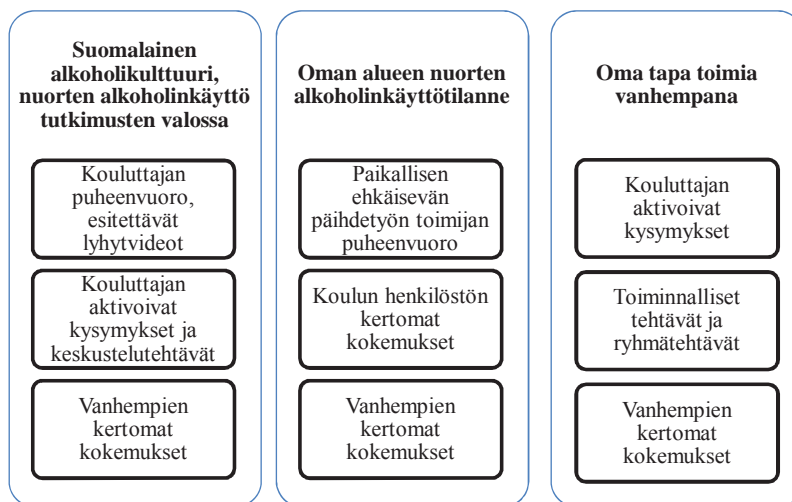 Suomalainen
alkoholikulttuuri,
nuorten alkoholinkäyttö
tutkimusten valossa
Kouluttajan
puheenvuoro,
esitettävät
lyhytvideot
Kouluttajan
aktivoivat
kysymykset ja
keskustelutehtävät
Vanhempien
kertomat
kokemukset
Oman alueen nuorten
alkoholinkäyttötilanne
Paikallisen
ehkäisevän
päihdetyön toimijan
puheenvuoro
Koulun henkilöstön
kertomat
kokemukset
Vanhempien
kertomat
kokemukset
Oma tapa toimia
vanhempana
Kouluttajan
aktivoivat
kysymykset
Toiminnalliset
tehtävät ja
ryhmätehtävät
Vanhempien
kertomat
kokemukset